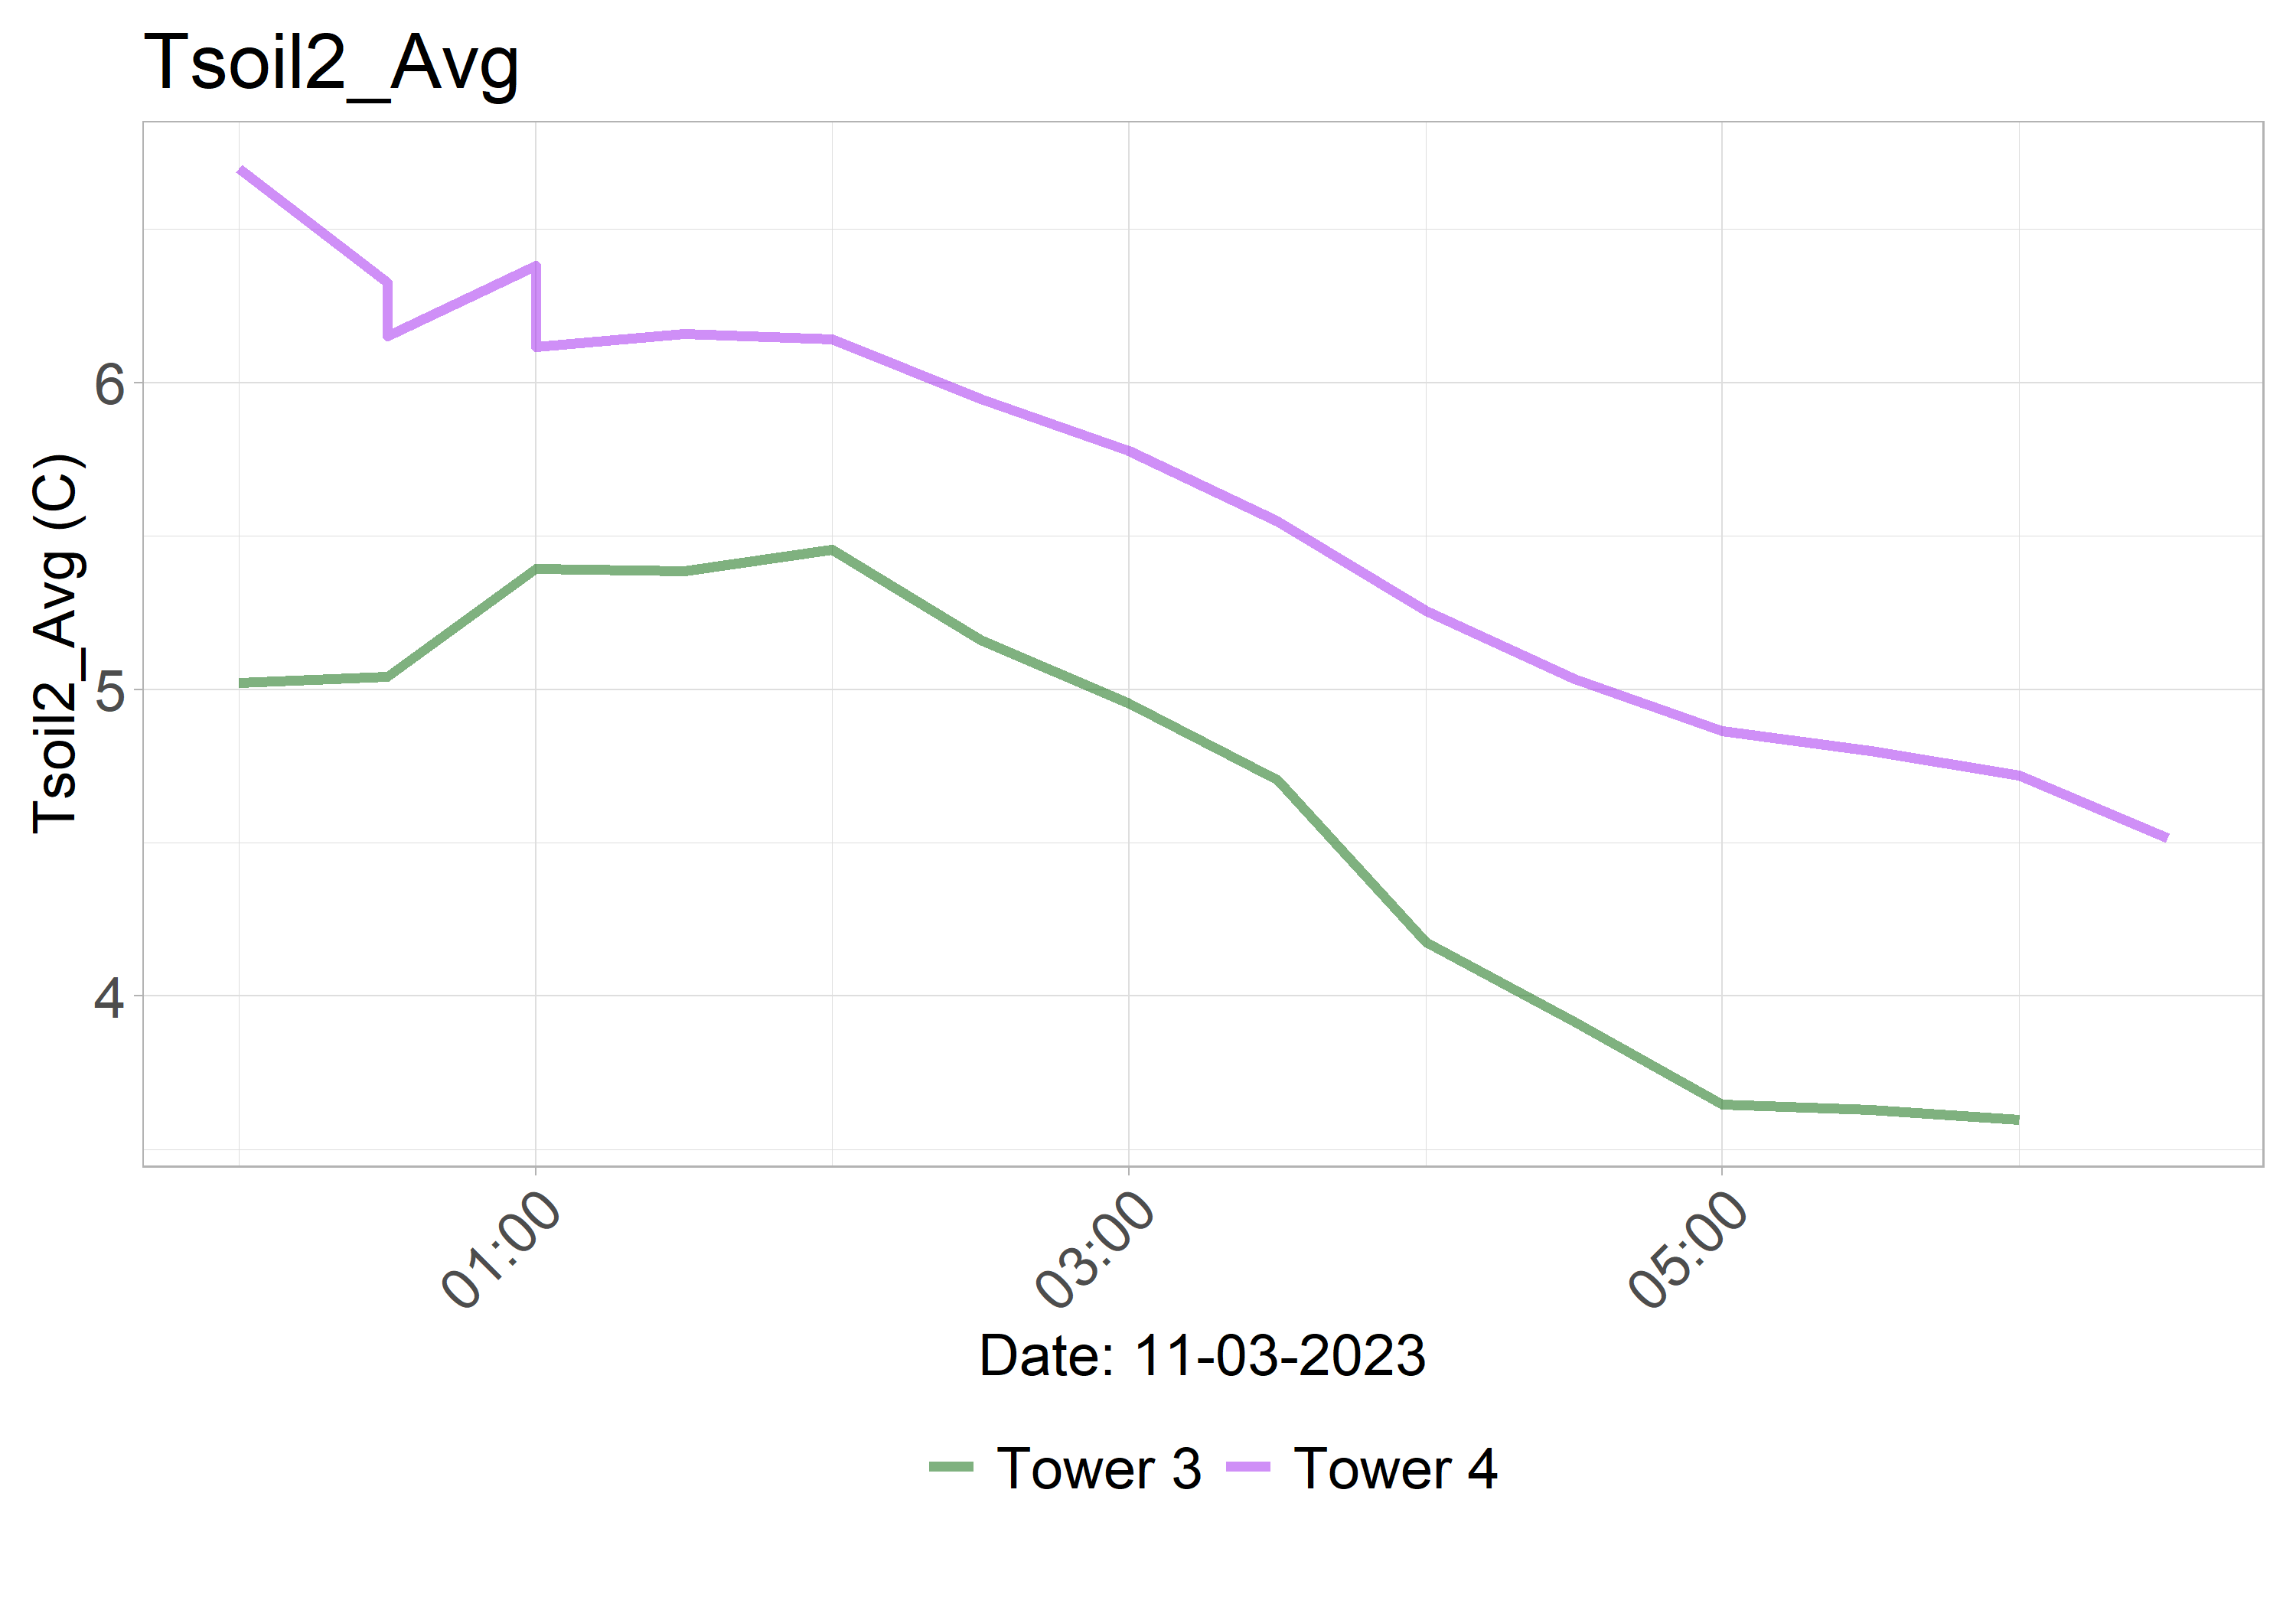 Tsoil2_Avg
Tsoil2_Avg (C)
6
5
4
01:00
03:00
05:00
Date: 11-03-2023
Tower 3
Tower 4